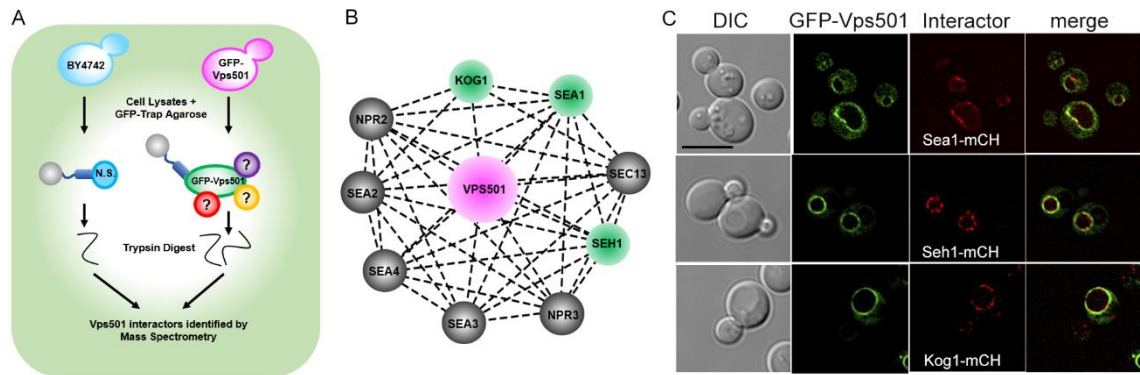 A
BY4742
GFP-
Vps501
Cell Lysates +
GFP-Trap Agarose
N.S.
?
GFP-Vps501
?
?
Trypsin Digest
Vps501 interactors identified by
Mass Spectrometry
B
KOG1
SEA1
NPR2
SEC13
VPS501
SEA2
SEH1
SEA4
NPR3
SEA3
C
DIC
GFP-Vps501
Interactor
merge
Sea1-mCH
Seh1-mCH
Kog1-mCH